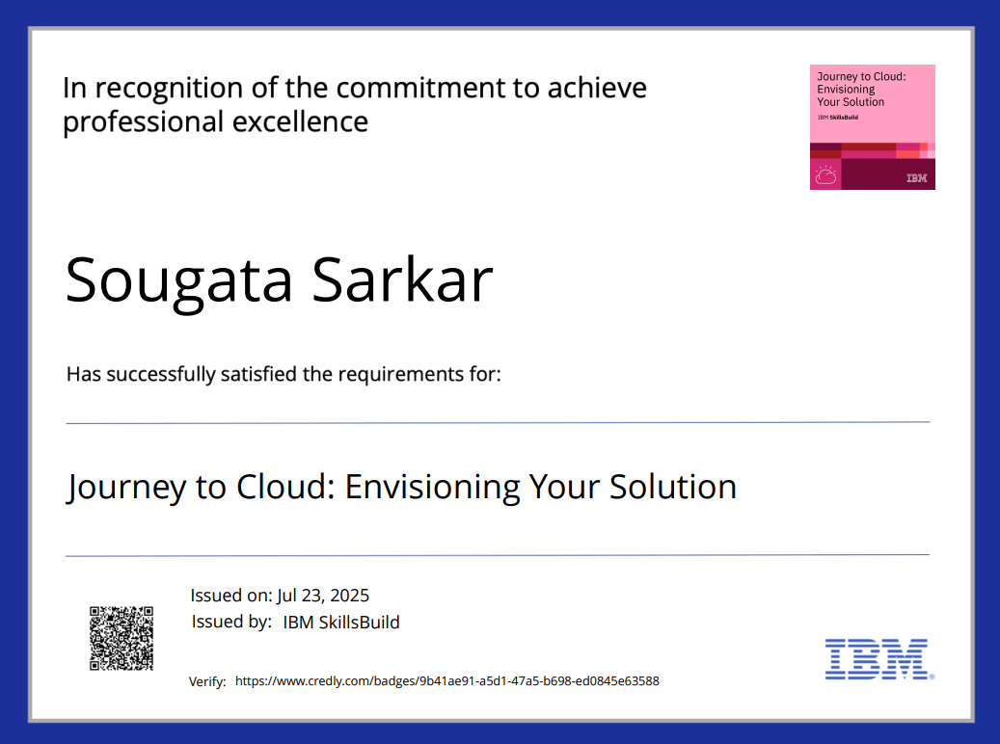 In recognition of the commitment to achieve
professional excellence
Journey to Cloud:
Envisioning
Your Solution
IBM SkillsBuild
IBM
Sougata Sarkar
Has successfully satisfied the requirements for:
Journey to Cloud: Envisioning Your Solution
Issued on: Jul 23, 2025
Issued by: IBM SkillsBuild
IBM®
Verify: https://www.credly.com/badges/9b41ae91-a5d1-47a5-b698-ed0845e63588